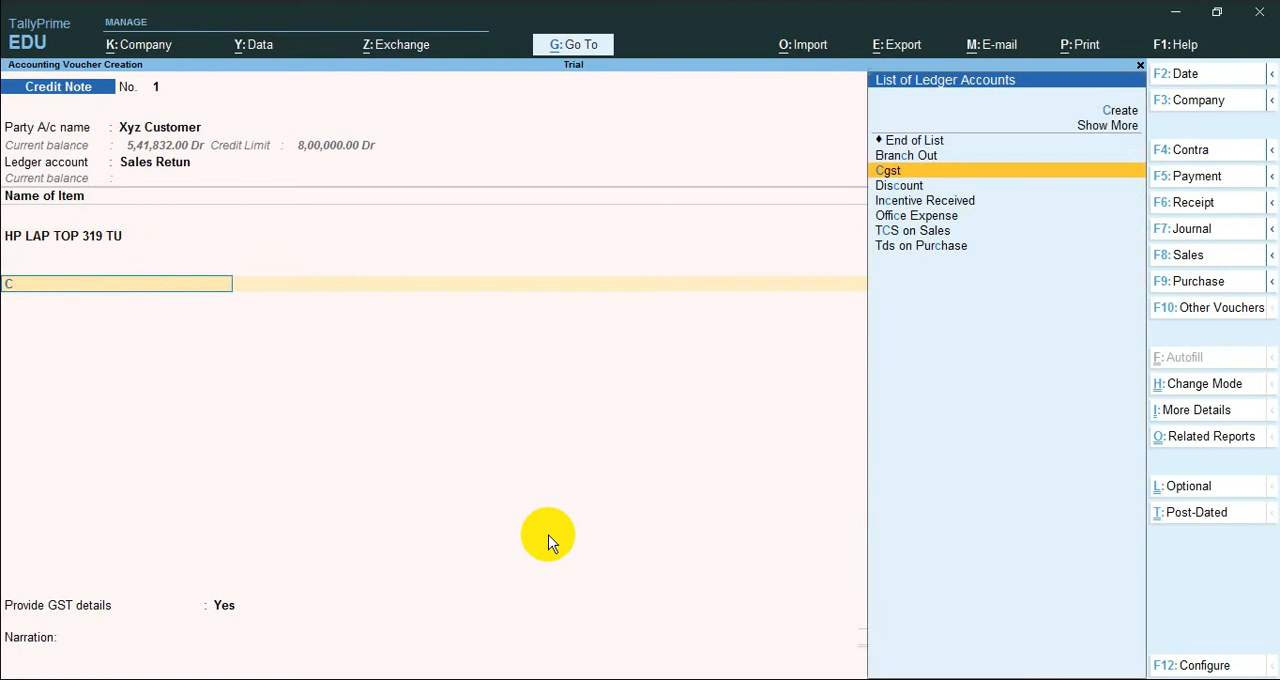 TallyPrime
EDU
MANAGE
K: Company
Y: Data
Z: Exchange
G: Go To
O: Import
E: Export
M: E-mail
P: Print
F1: Help
Accounting Voucher Creation
Trial
Credit Note No. 1
Party A/c name : Xyz Customer
Current balance : 5,41,832.00 Dr Credit Limit : 8,00,000.00 Dr
Ledger account : Sales Retun
Current balance :
Name of Item
HP LAP TOP 319 TU
C
Provide GST details : Yes
Narration:
List of Ledger Accounts
Create
Show More
♦ End of List
Branch Out
Cgst
Discount
Incentive Received
Office Expense
TCS on Sales
Tds on Purchase
F2: Date
F3: Company
F4: Contra
F5: Payment
F6: Receipt
F7: Journal
F8: Sales
F9: Purchase
F10: Other Vouchers
E: Autofill
H: Change Mode
I: More Details
O: Related Reports
L: Optional
T: Post-Dated
F12: Configure